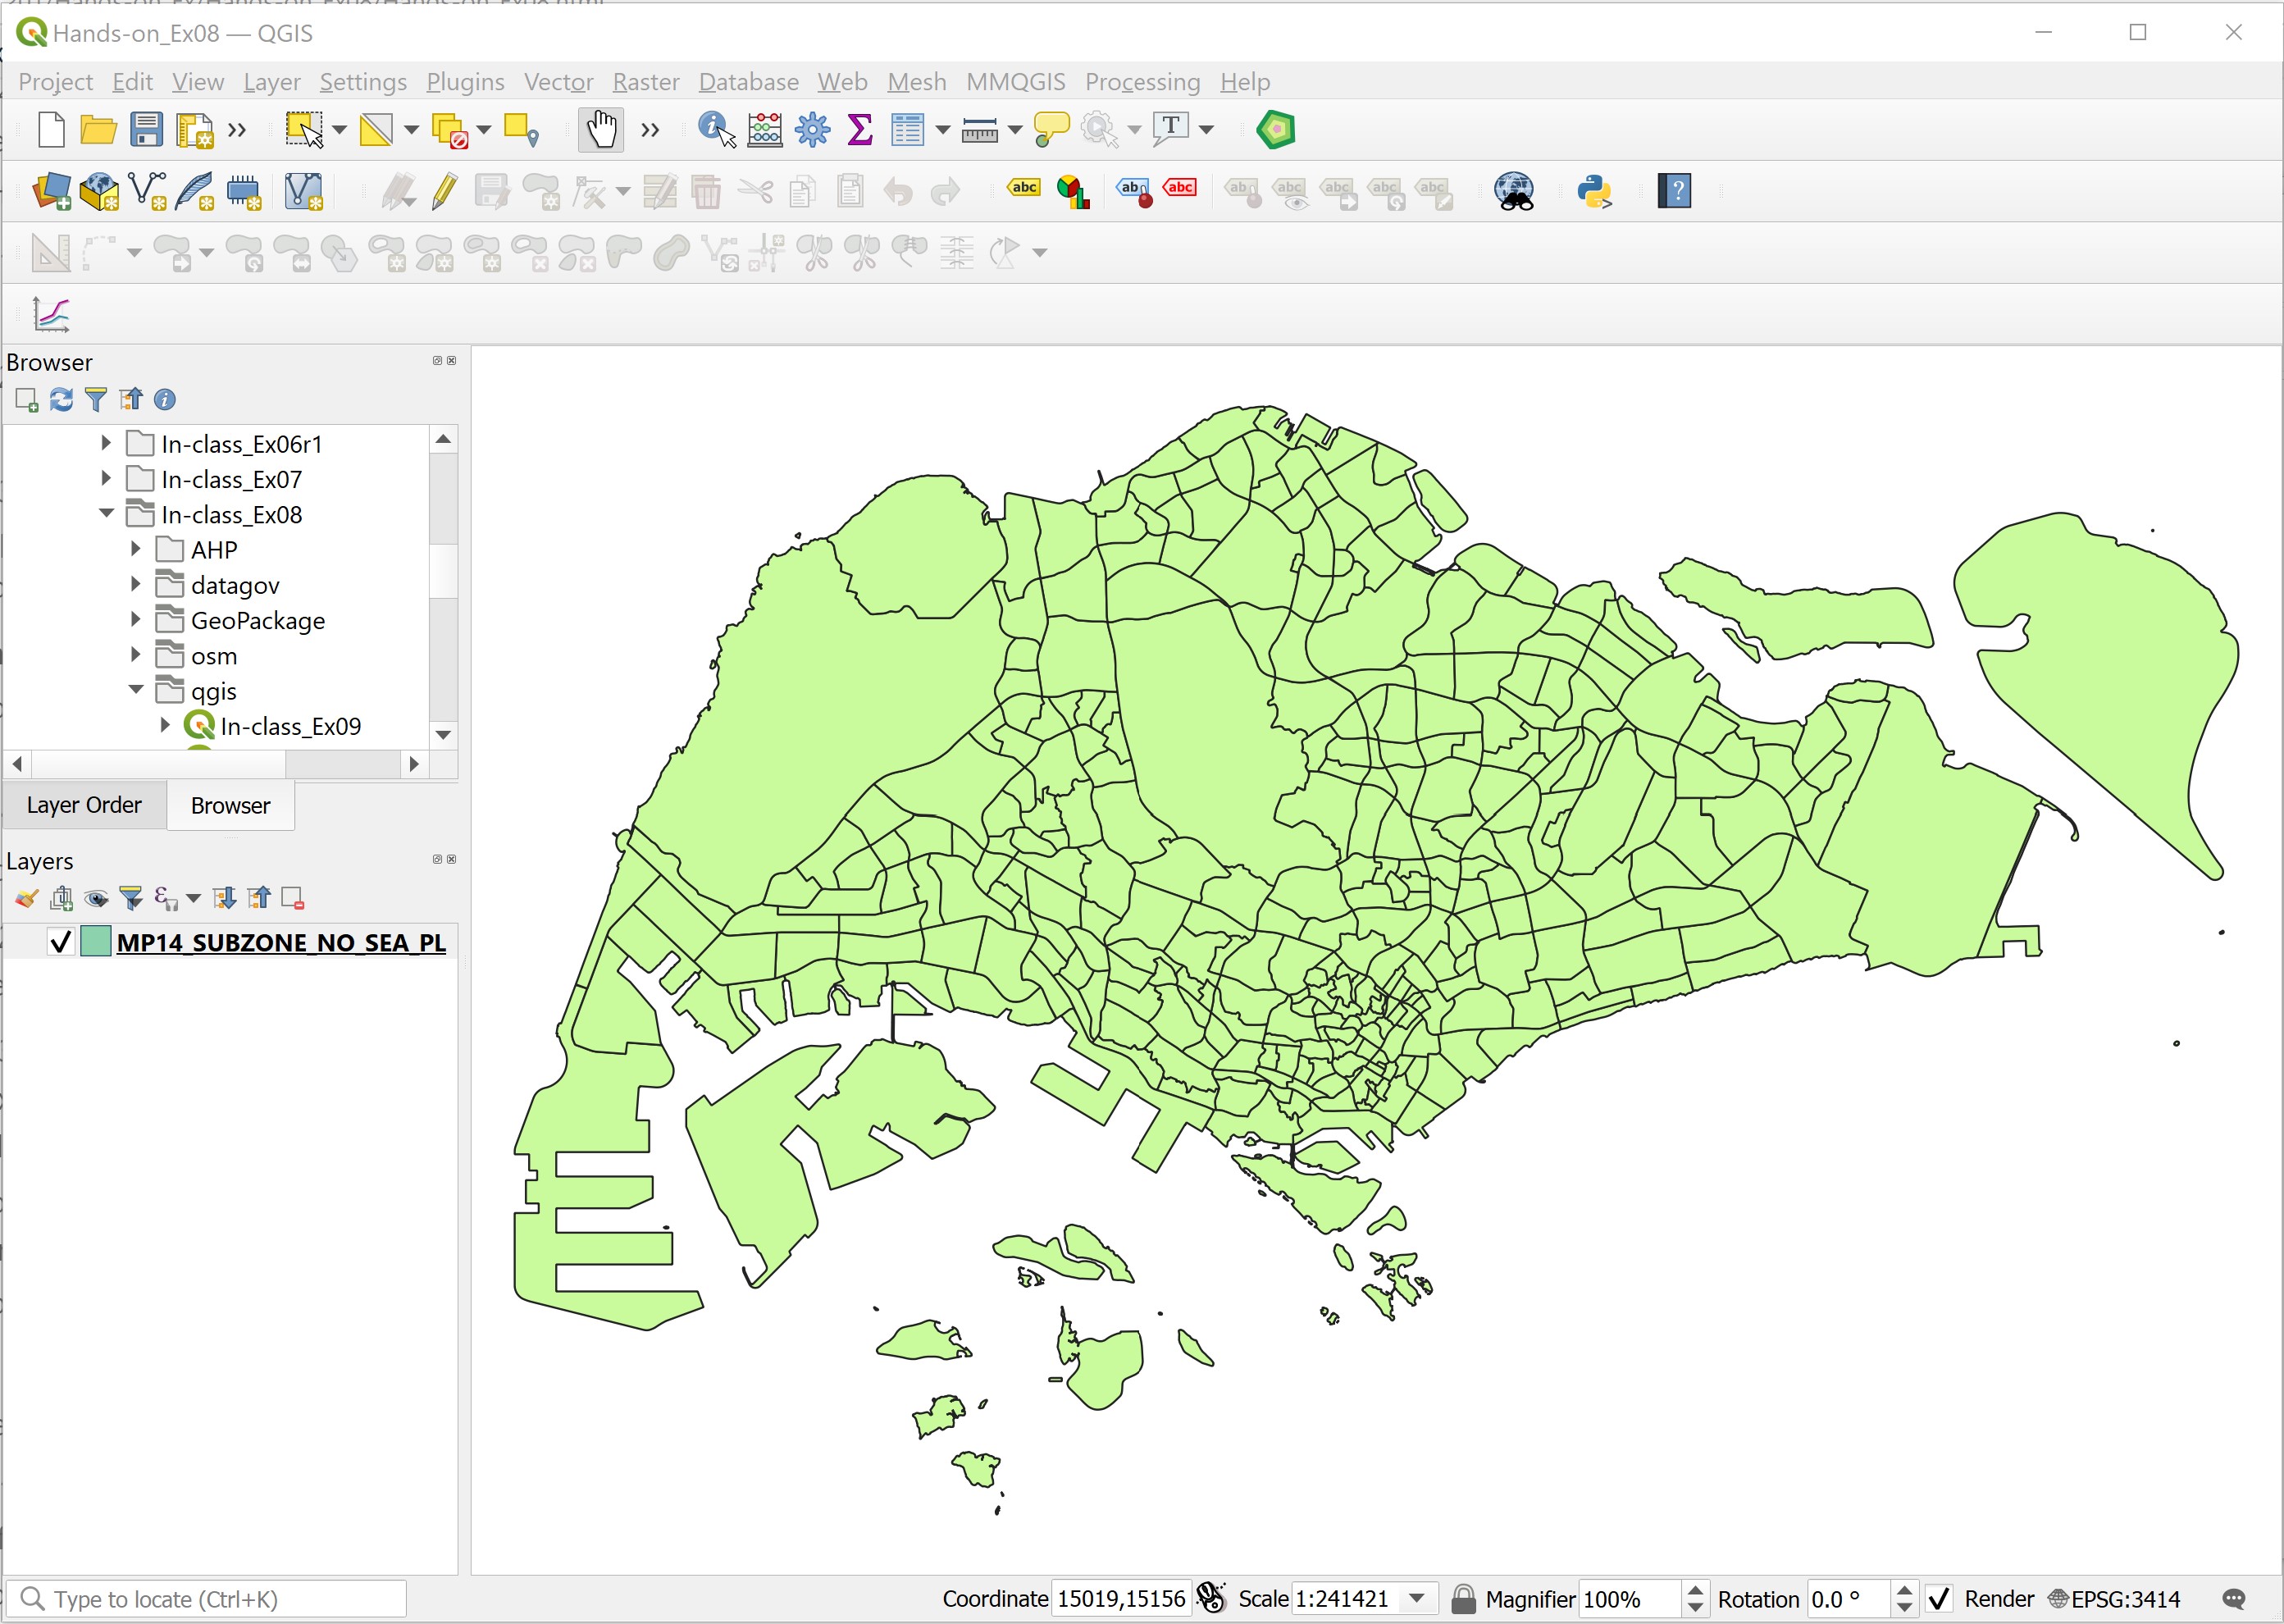 Hands-on_Ex08 — QGIS
Project Edit View Layer Settings Plugins Vector Raster Database Web Mesh MMQGIS Processing Help
Browser
In-class_Ex06r1
In-class_Ex07
In-class_Ex08
AHP
datagov
GeoPackage
osm
qgis
In-class_Ex09
Layer Order Browser
Layers
MP14_SUBZONE_NO_SEA_PL
Type to locate (Ctrl+K) Coordinate 15019,15156 Scale 1:241421 Magnifier 100% Rotation 0.0 ° Render EPSG:3414